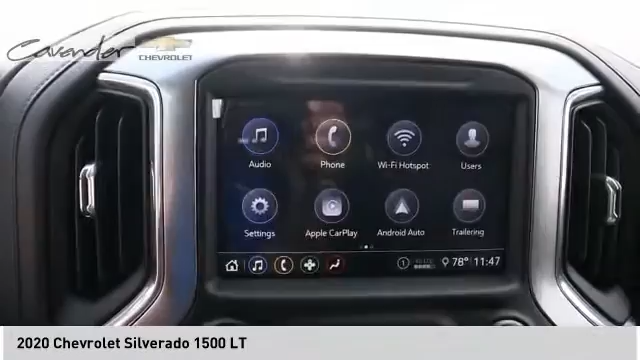 Cavender
CHEVROLET
Audio
Phone
Wi-Fi Hotspot
Users
Settings
Apple CarPlay
Android Auto
Trailering
1
78° 11:47
2020 Chevrolet Silverado 1500 LT